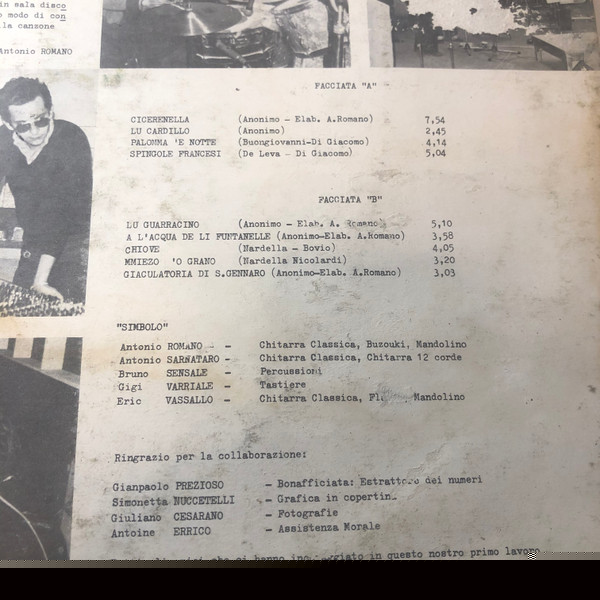 in sala disco
o modo di con
lla canzone
Antonio ROMANO
FACCIATA "A"
CICERENELLA (Anonimo - Elab. A.Romano) 7,54
LU CARDILLO (Anonimo) 2,45
PALOMMA 'E NOTTE (Buongiovanni-Di Giacomo) 4,14
SPINGOLE FRANCESI (De Leva - Di Giacomo) 5,04
FACCIATA "B"
LU GUARRACINO (Anonimo - Elab. A. Romano) 5,10
A L'ACQUA DE LI FUNTANELLE (Anonimo-Elab. A.Romano) 3,58
CHIOVE (Nardella - Bovio) 4,05
MMIEZO 'O GRANO (Nardella Nicolardi) 3,20
GIACULATORIA DI S.GENNARO (Anonimo-Elab. A.Romano) 3,03
"SIMBOLO"
Antonio ROMANO - Chitarra Classica, Buzouki, Mandolino
Antonio SARNATARO - Chitarra Classica, Chitarra 12 corde
Bruno SENSALE - Percussioni
Gigi VARRIALE - Tastiere
Eric VASSALLO - Chitarra Classica, Mandolino
Ringrazio per la collaborazione:
Gianpaolo PREZIOSO - Bonafficiata: Estrattore dei numeri
Simonetta NUCCETELLI - Grafica in copertina
Giuliano CESARANO - Fotografie
Antoine ERRICO - Assistenza Morale
che ci hanno in questo nostro primo lavoro